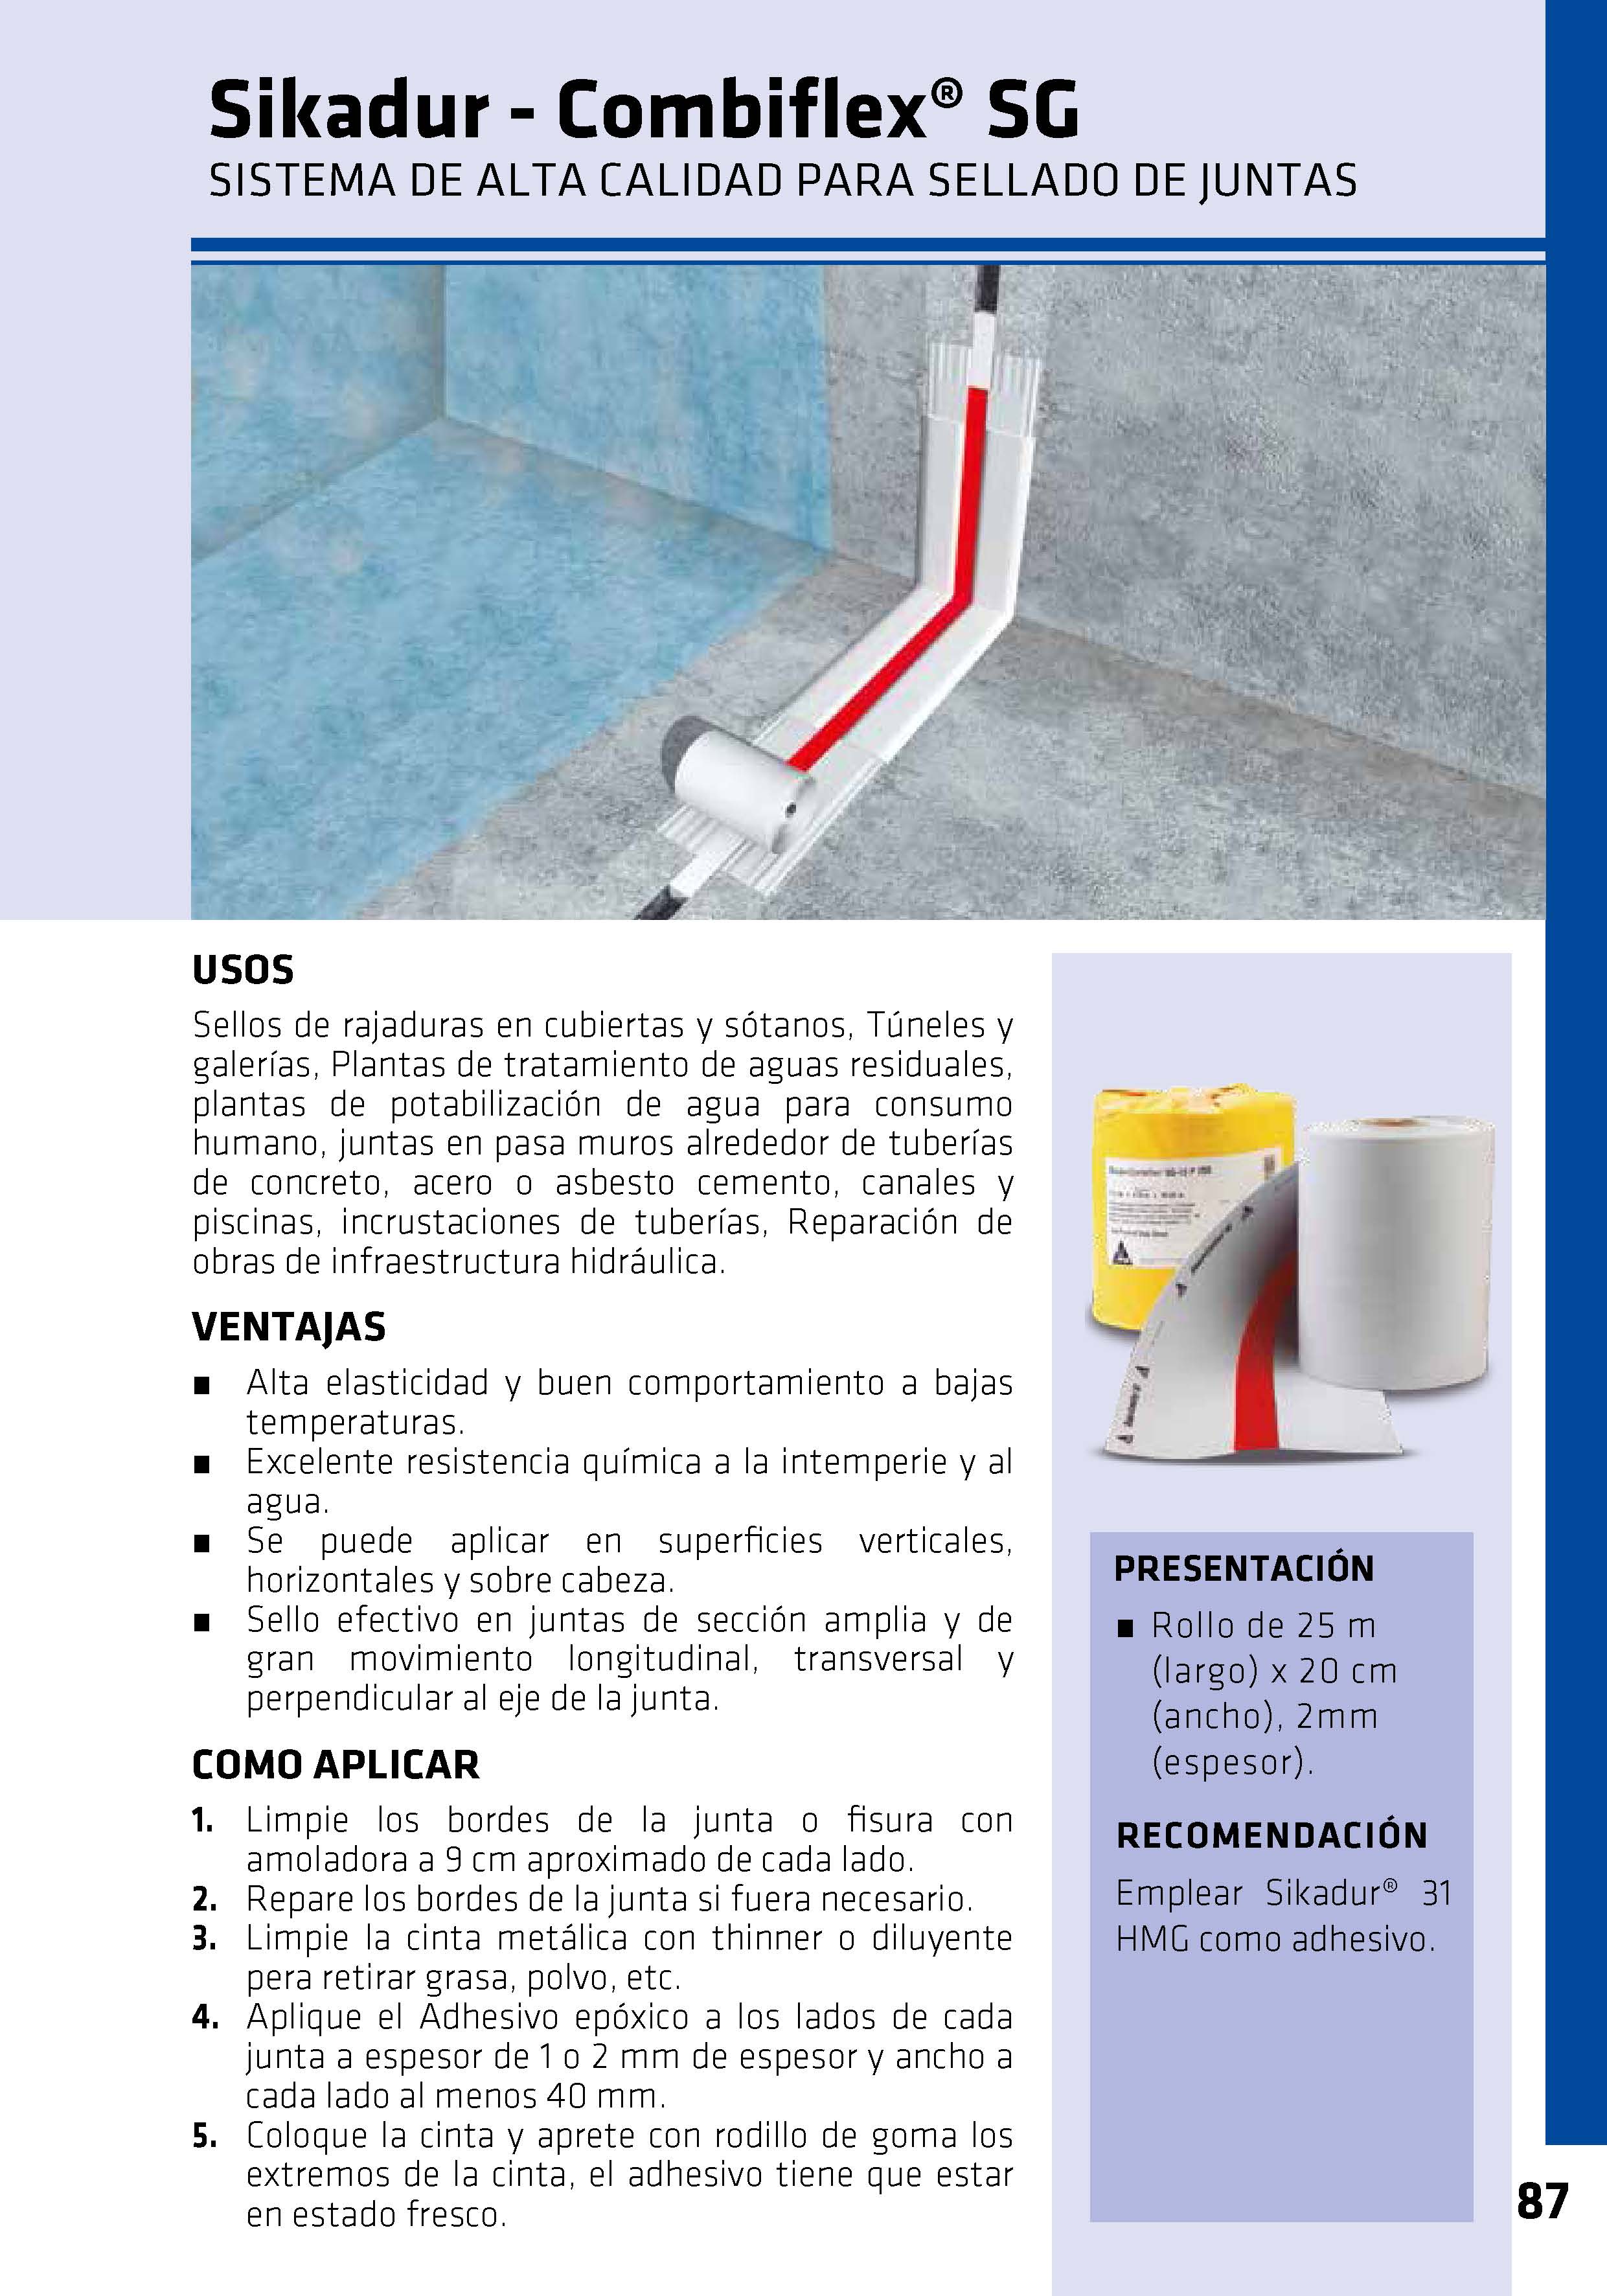 Sikadur - Combiflex® SG
SISTEMA DE ALTA CALIDAD PARA SELLADO DE JUNTAS
USOS
Sellos de rajaduras en cubiertas y sótanos, Túneles y
galerías, Plantas de tratamiento de aguas residuales,
plantas de potabilización de agua para consumo
humano, juntas en pasa muros alrededor de tuberías
de concreto, acero o asbesto cemento, canales y
piscinas, incrustaciones de tuberías, Reparación de
obras de infraestructura hidráulica.
VENTAJAS
■ Alta elasticidad y buen comportamiento a bajas
temperaturas.
■ Excelente resistencia química a la intemperie y al
agua.
■ Se puede aplicar en superficies verticales,
horizontales y sobre cabeza.
■ Sello efectivo en juntas de sección amplia y de
gran movimiento longitudinal, transversal y
perpendicular al eje de la junta.
COMO APLICAR
1. Limpie los bordes de la junta o fisura con
amoladora a 9 cm aproximado de cada lado.
2. Repare los bordes de la junta si fuera necesario.
3. Limpie la cinta metálica con thinner o diluyente
pera retirar grasa, polvo, etc.
4. Aplique el Adhesivo epóxico a los lados de cada
junta a espesor de 1 o 2 mm de espesor y ancho a
cada lado al menos 40 mm.
5. Coloque la cinta y aprete con rodillo de goma los
extremos de la cinta, el adhesivo tiene que estar
en estado fresco.
PRESENTACIÓN
■ Rollo de 25 m
(largo) x 20 cm
(ancho), 2mm
(espesor).
RECOMENDACIÓN
Emplear Sikadur® 31
HMG como adhesivo.
87